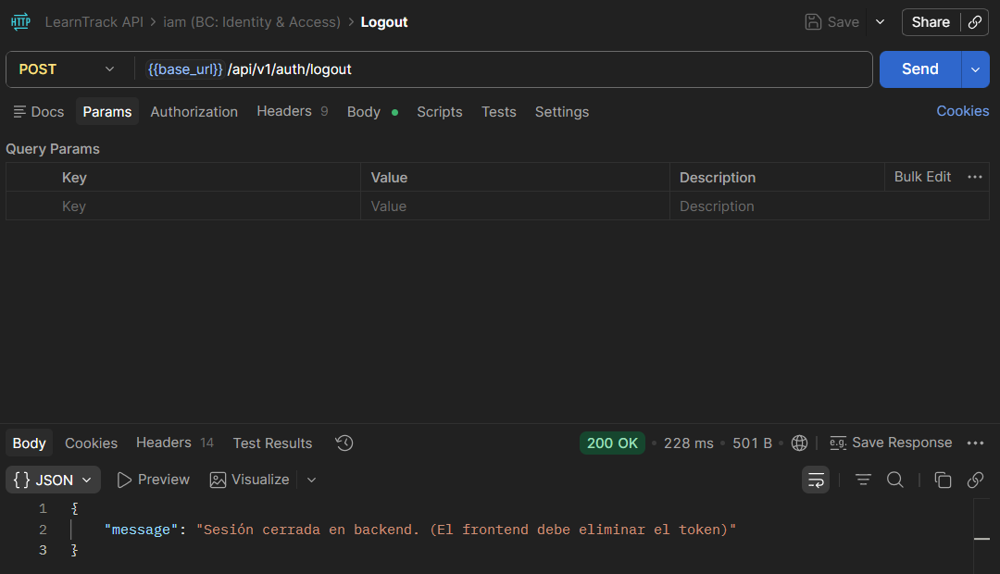 HTTP LearnTrack API > iam (BC: Identity & Access) > Logout Save Share
POST {{base_url}} /api/v1/auth/logout Send
Docs Params Authorization Headers 9 Body Scripts Tests Settings Cookies
Query Params
Key Value Description Bulk Edit
Key Value Description
Body Cookies Headers 14 Test Results 200 OK • 228 ms • 501 B • e.g. Save Response
{} JSON Preview Visualize
1 {
2 "message": "Sesión cerrada en backend. (El frontend debe eliminar el token)"
3 }